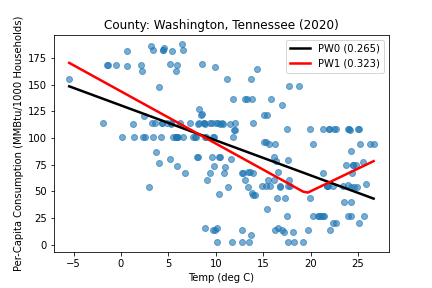 County: Washington, Tennessee (2020)
Per-Capita Consumption (MMBtu/1000 Households)
175
150
125
100
75
50
25
0
PW0 (0.265)
PW1 (0.323)
−5 0 5 10 15 20 25
Temp (deg C)